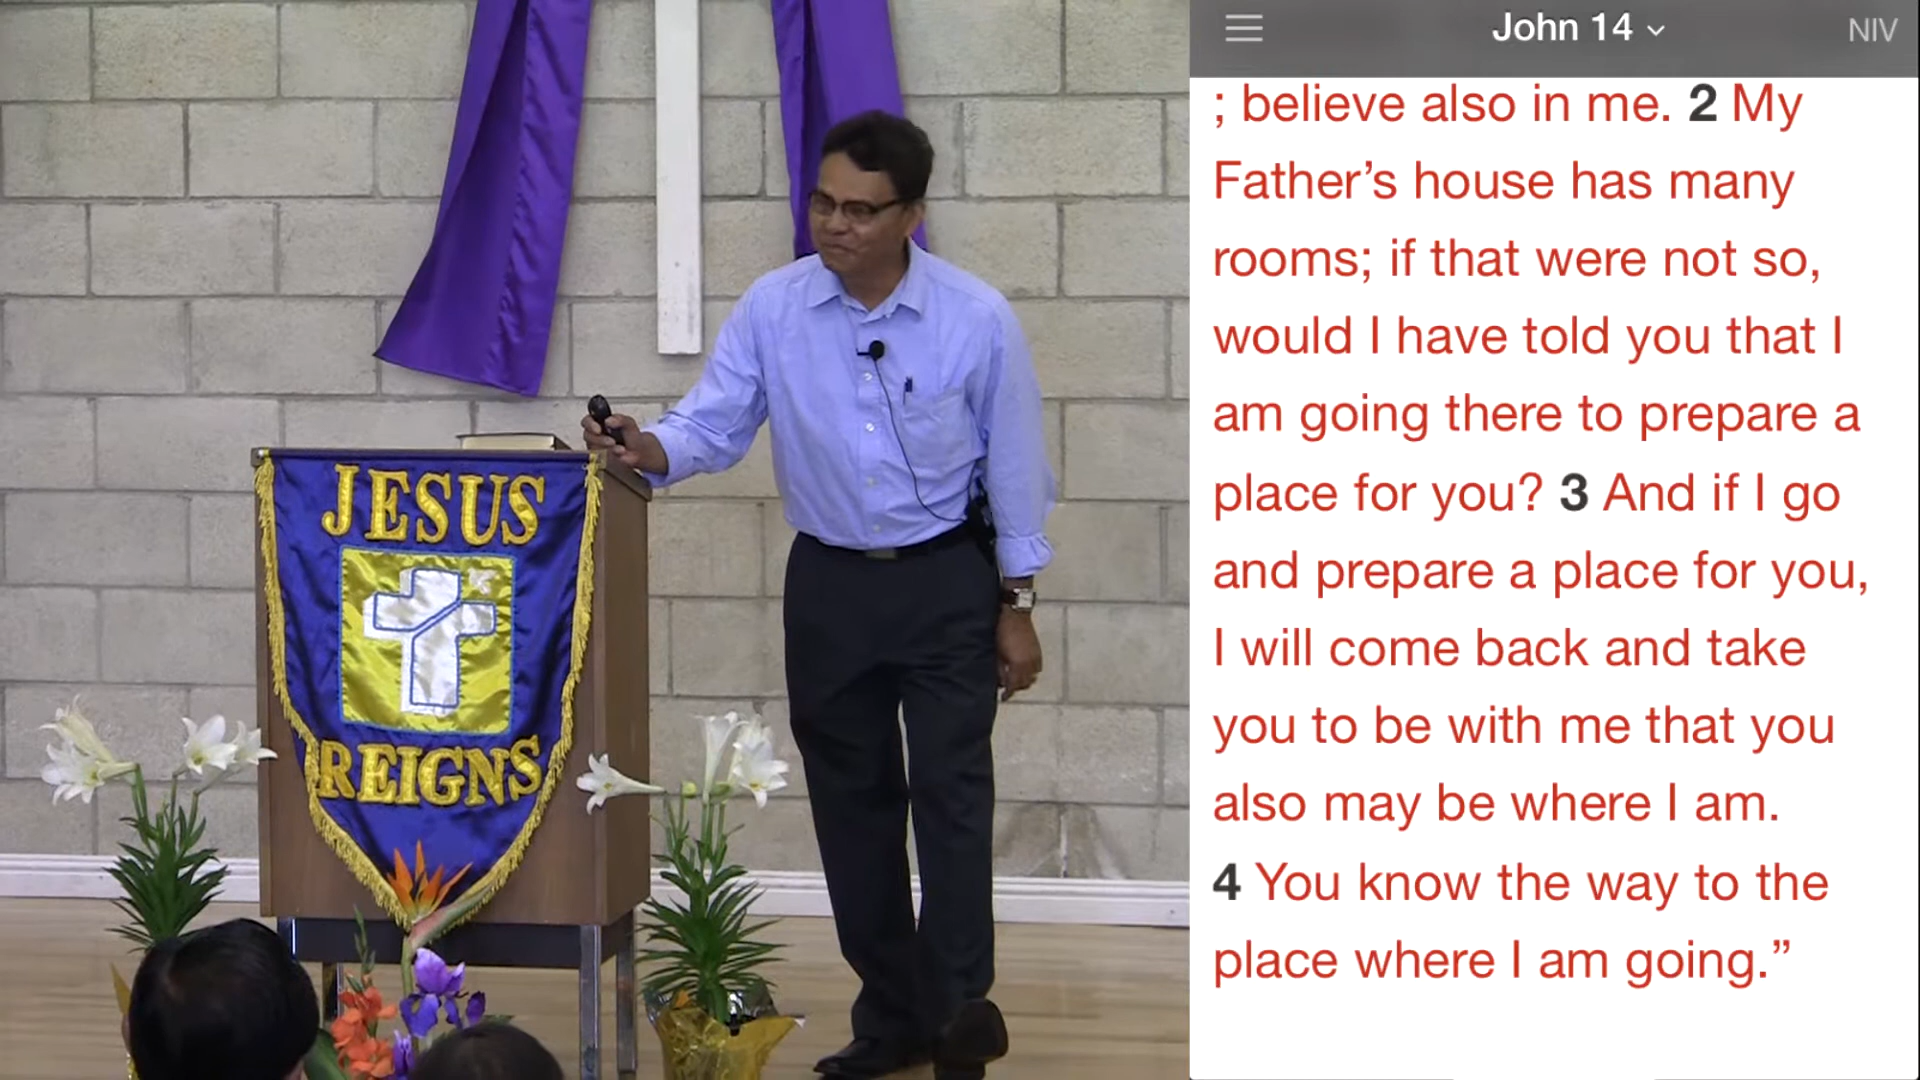 JESUS
REIGNS
John 14
NIV
; believe also in me. 2 My
Father’s house has many
rooms; if that were not so,
would I have told you that I
am going there to prepare a
place for you? 3 And if I go
and prepare a place for you,
I will come back and take
you to be with me that you
also may be where I am.
4 You know the way to the
place where I am going.”